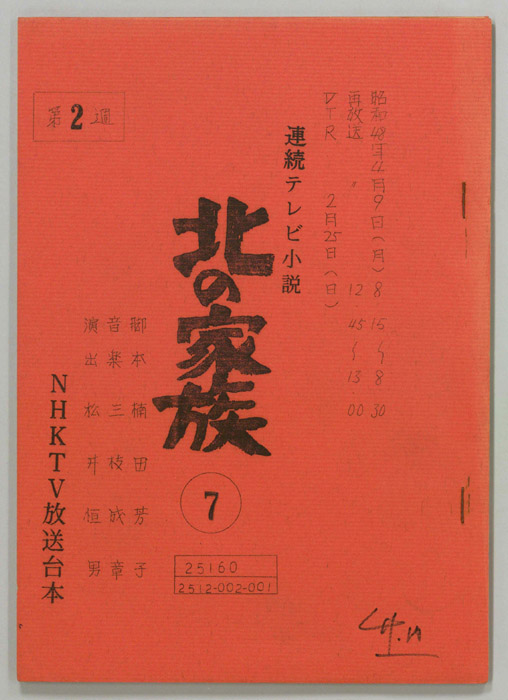 昭和48年4月9日(月) 8 15 〜 8 30
再放送 〃 12 45 〜 13 00
VTR 2月25日(日)
連続テレビ小説
北の家族
7
第2週
脚本 楠田芳子
音楽 三枝成章
演出 松井恒男
NHKTV放送台本
25160
2512-002-001